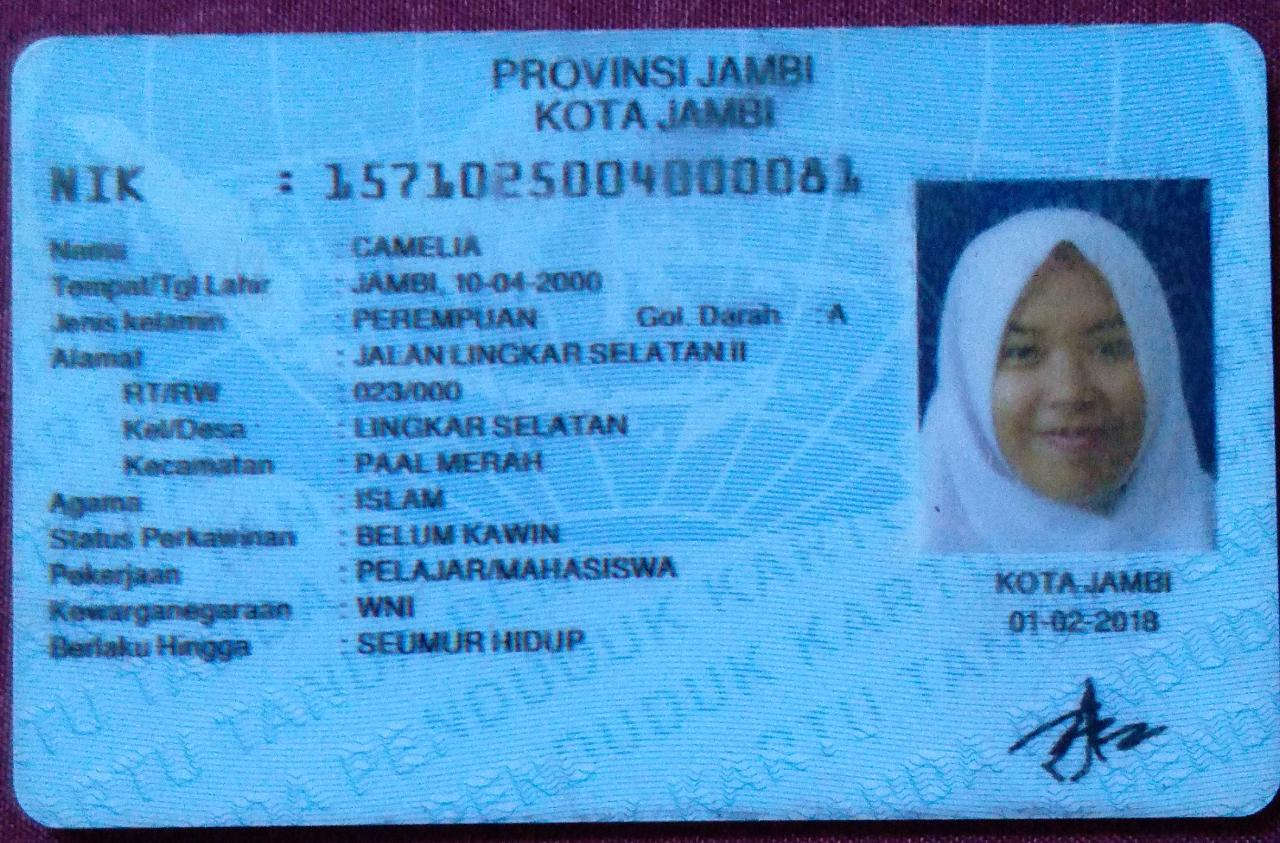 PROVINSI JAMBI
KOTA JAMBI
NIK : 1571025004000081
Nama : CAMELIA
Tempat/Tgl Lahir : JAMBI, 10-04-2000
Jenis kelamin : PEREMPUAN Gol. Darah : A
Alamat : JALAN LINGKAR SELATAN II
RT/RW : 023/000
Kel/Desa : LINGKAR SELATAN
Kecamatan : PAAL MERAH
Agama : ISLAM
Status Perkawinan : BELUM KAWIN
Pekerjaan : PELAJAR/MAHASISWA
Kewarganegaraan : WNI
Berlaku Hingga : SEUMUR HIDUP
KOTA JAMBI
01-02-2018